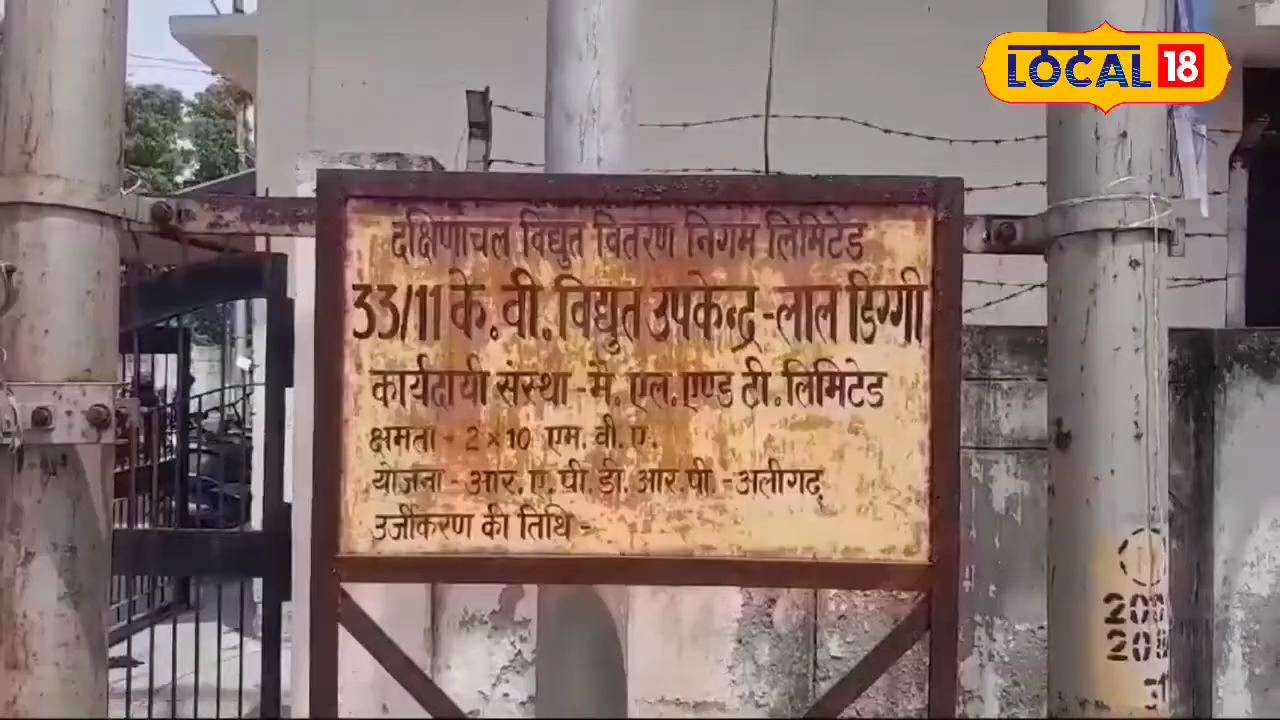 LOCAL 18
दक्षिणांचल विद्युत वितरण निगम लिमिटेड
33/11 के. वी. विद्युत उपकेन्द्र-लाल डिग्गी
कार्यदायी संस्था-मै. एल. एण्ड टी. लिमिटेड
क्षमता - 2 × 10 एम. वी. ए.
योजना - आर. ए. पी. डी. आर. पी. - अलीगढ़
उर्जीकरण की तिथि -